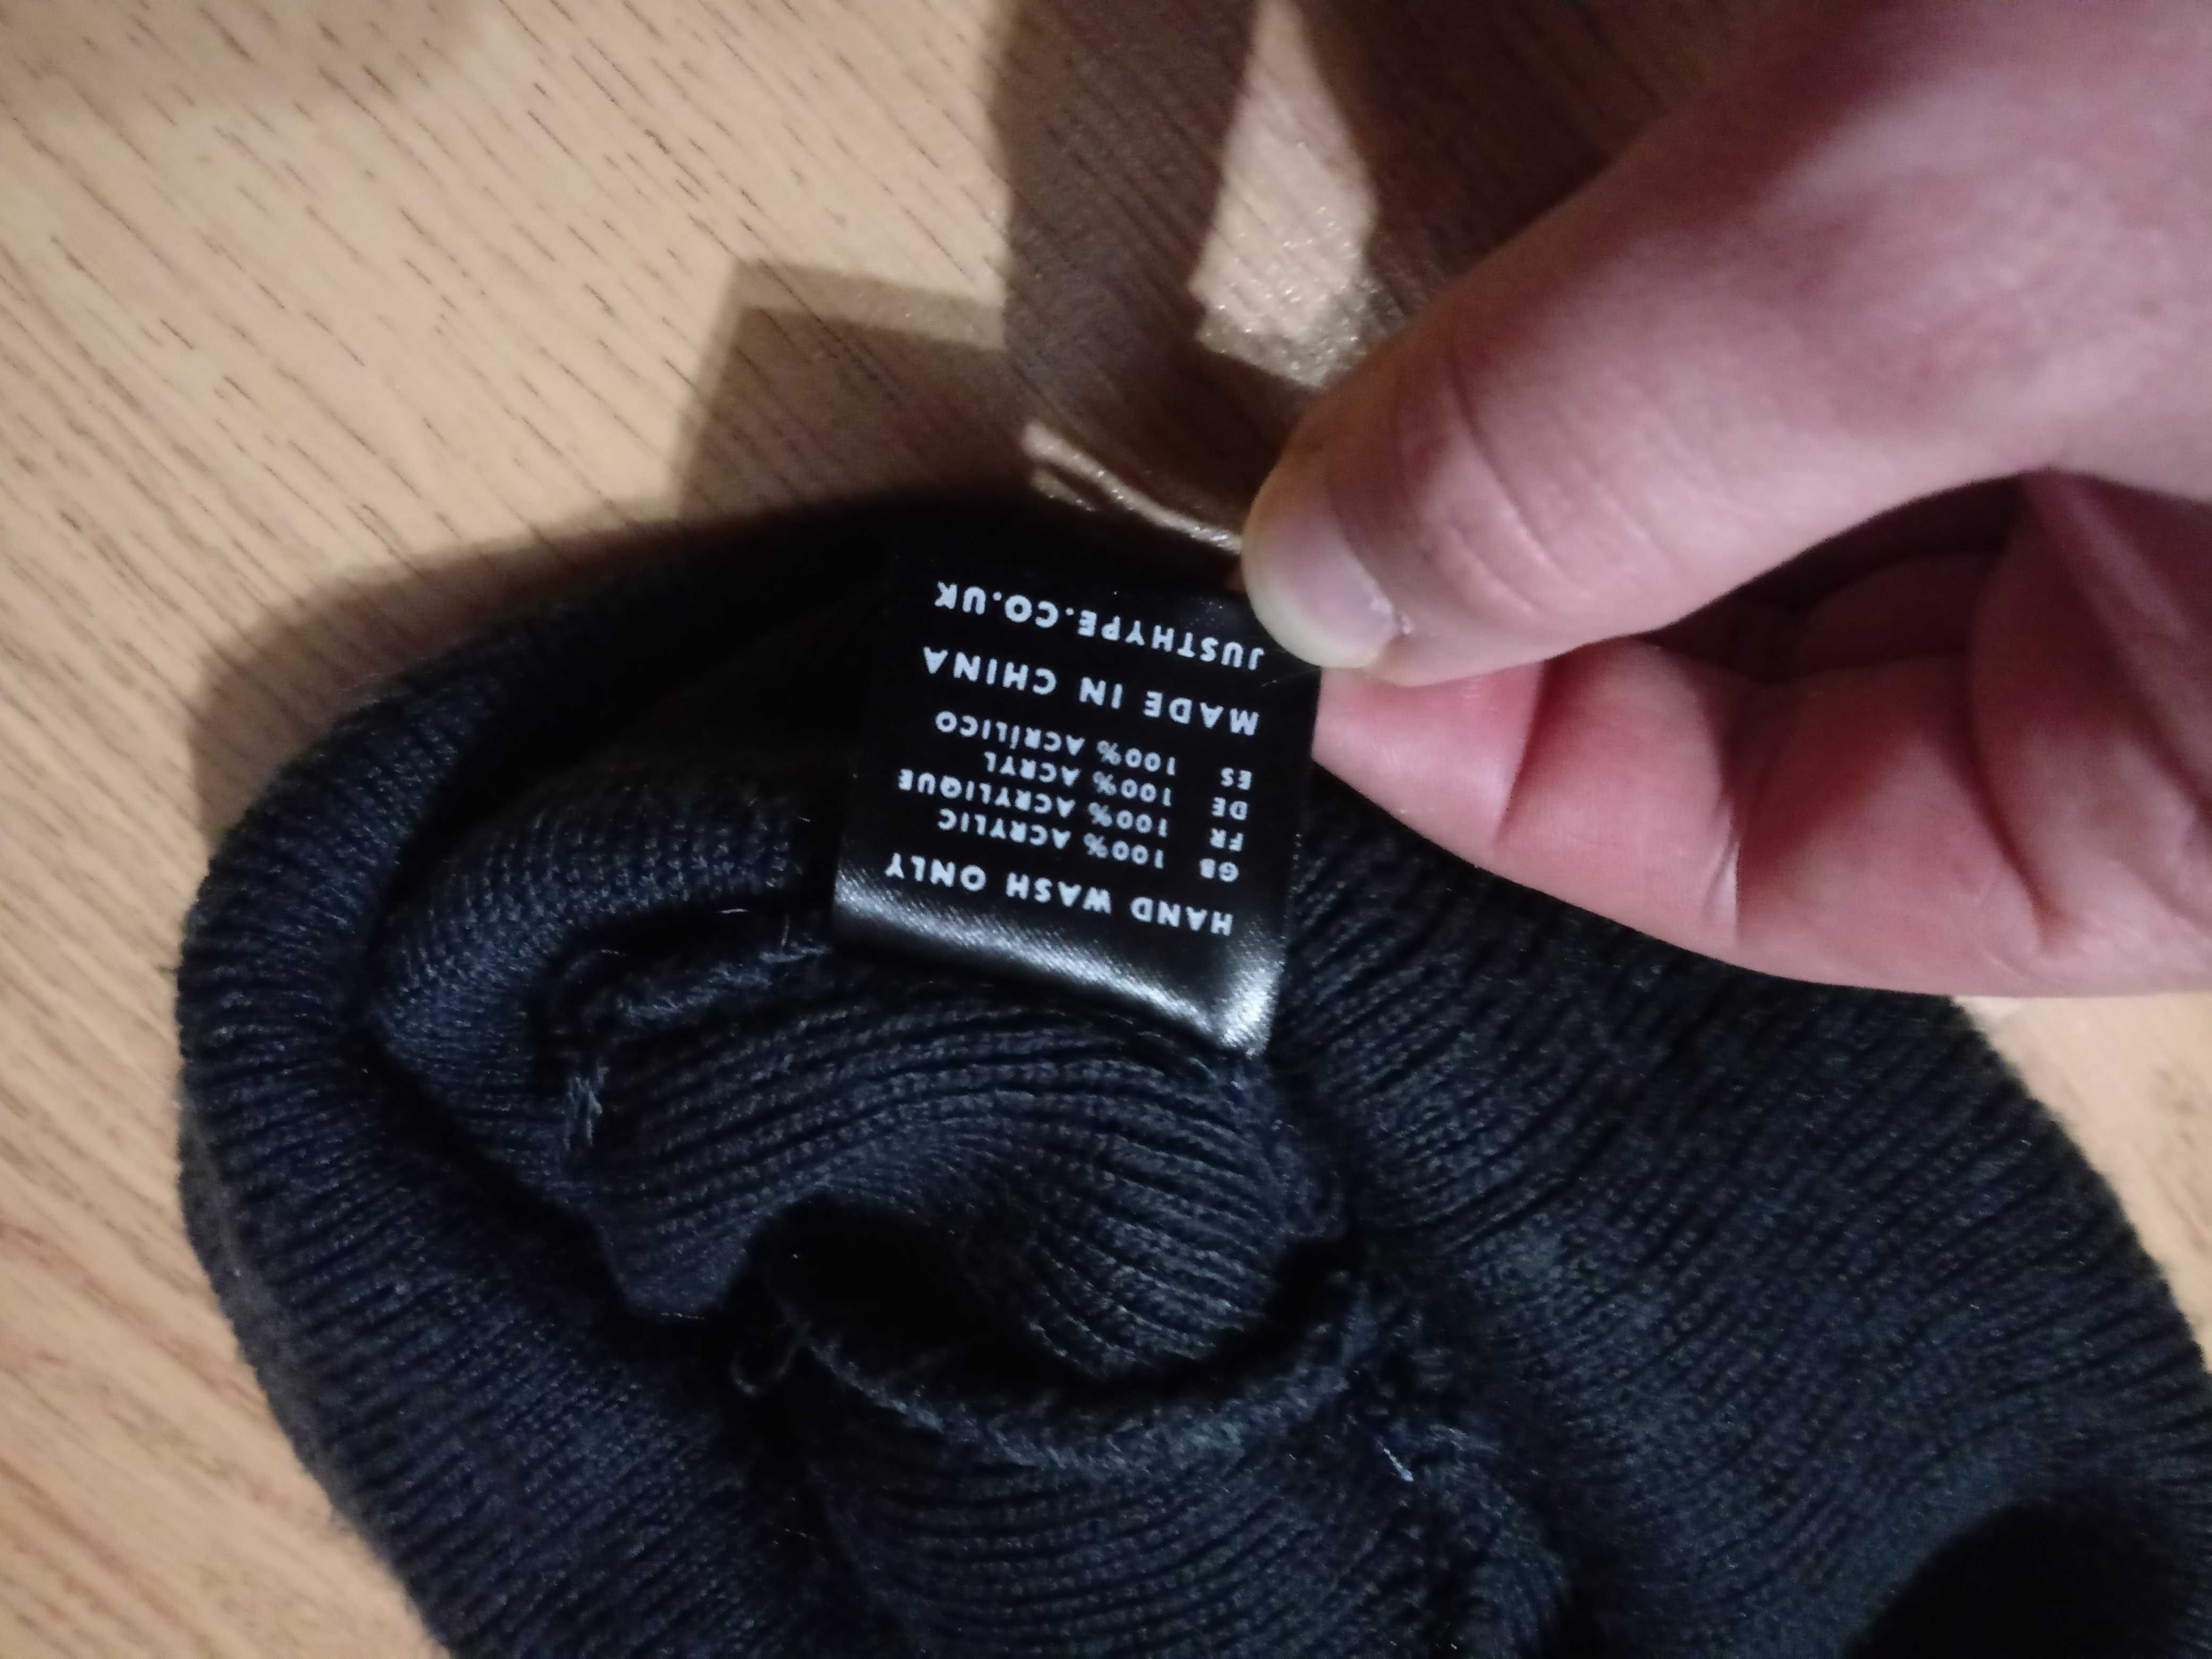 HAND WASH ONLY
GB 100% ACRYLIC
FR 100% ACRYLIQUE
DE 100% ACRYL
ES 100% ACRÍLICO
MADE IN CHINA
JUSTHYPE.CO.UK